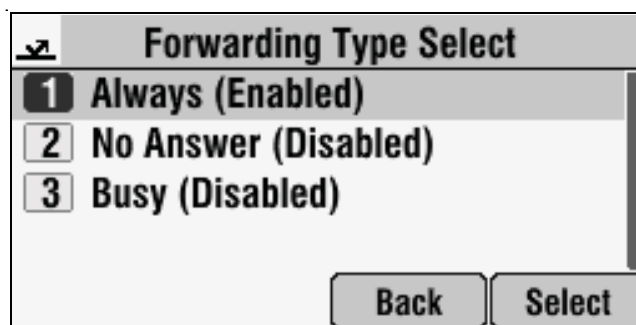 Forwarding Type Select
1 Always (Enabled)
2 No Answer (Disabled)
3 Busy (Disabled)
Back Select